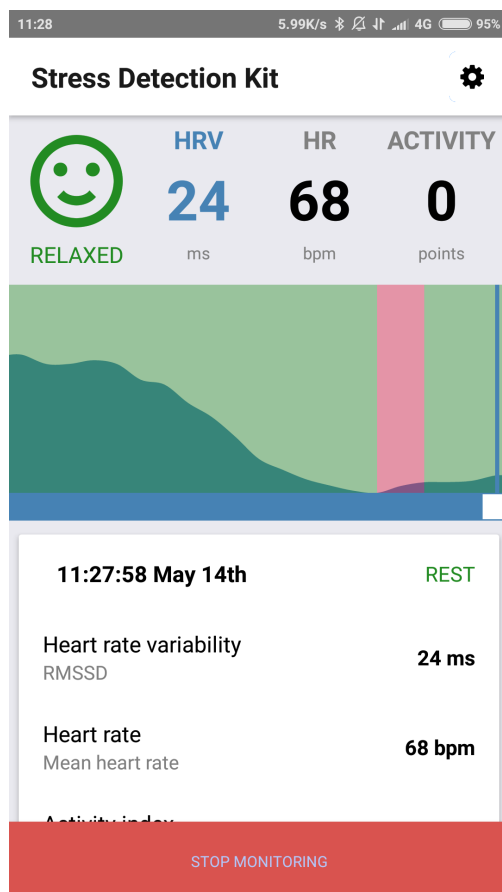 11:28 5.99K/s 4G 95%
Stress Detection Kit
HRV HR ACTIVITY
24 68 0
RELAXED ms bpm points
11:27:58 May 14th REST
Heart rate variability
RMSSD
24 ms
Heart rate
Mean heart rate
68 bpm
Activity index
STOP MONITORING